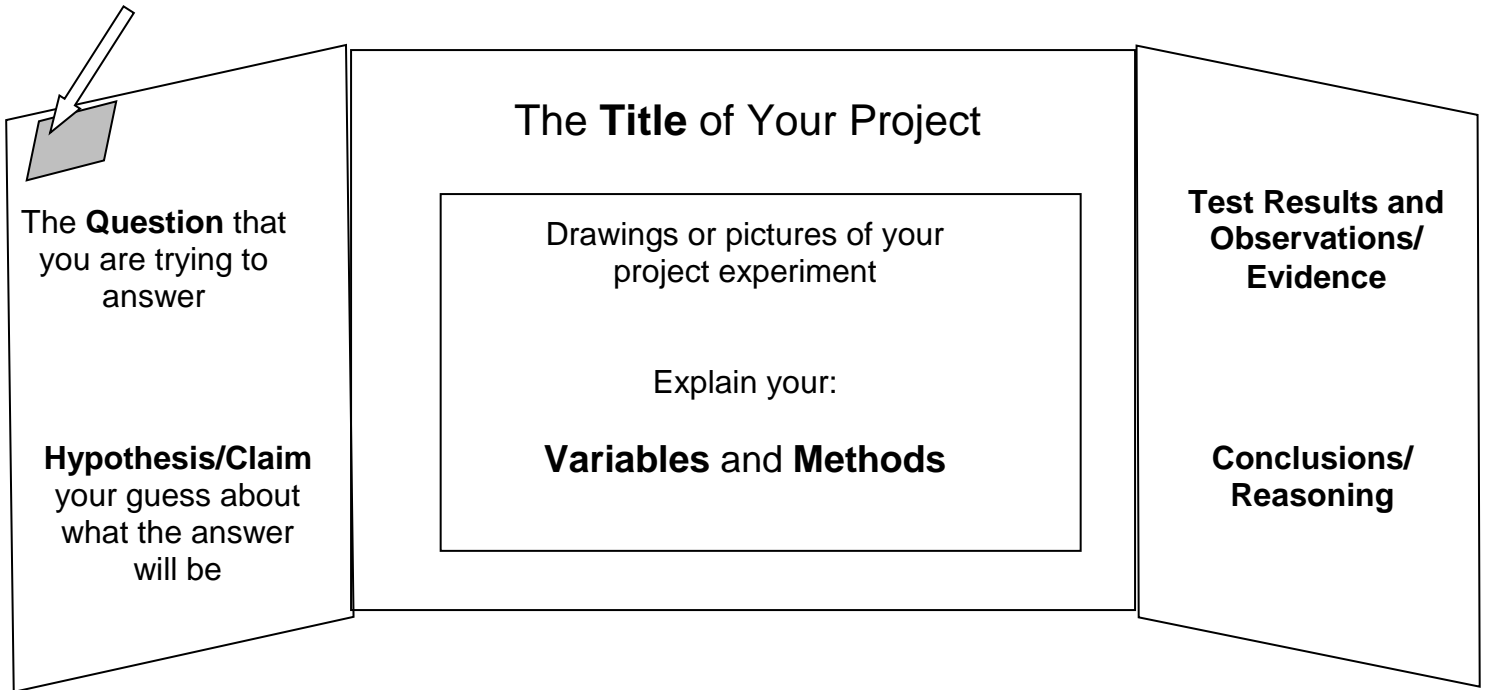 The Question that
you are trying to
answer
Hypothesis/Claim
your guess about
what the answer
will be
The Title of Your Project
Drawings or pictures of your
project experiment
Explain your:
Variables and Methods
Test Results and
Observations/
Evidence
Conclusions/
Reasoning